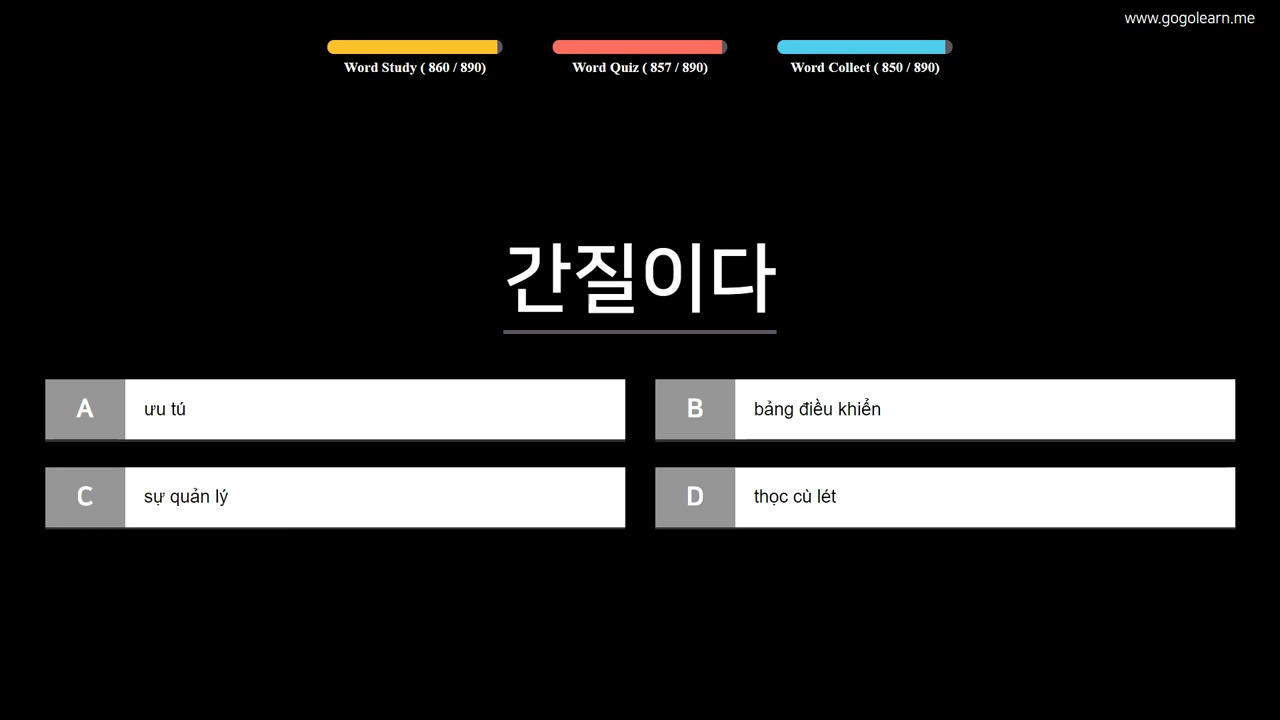 www.gogolearn.me
Word Study ( 860 / 890)
Word Quiz ( 857 / 890)
Word Collect ( 850 / 890)
간질이다
A ưu tú
B bảng điều khiển
C sự quản lý
D thọc cù lét